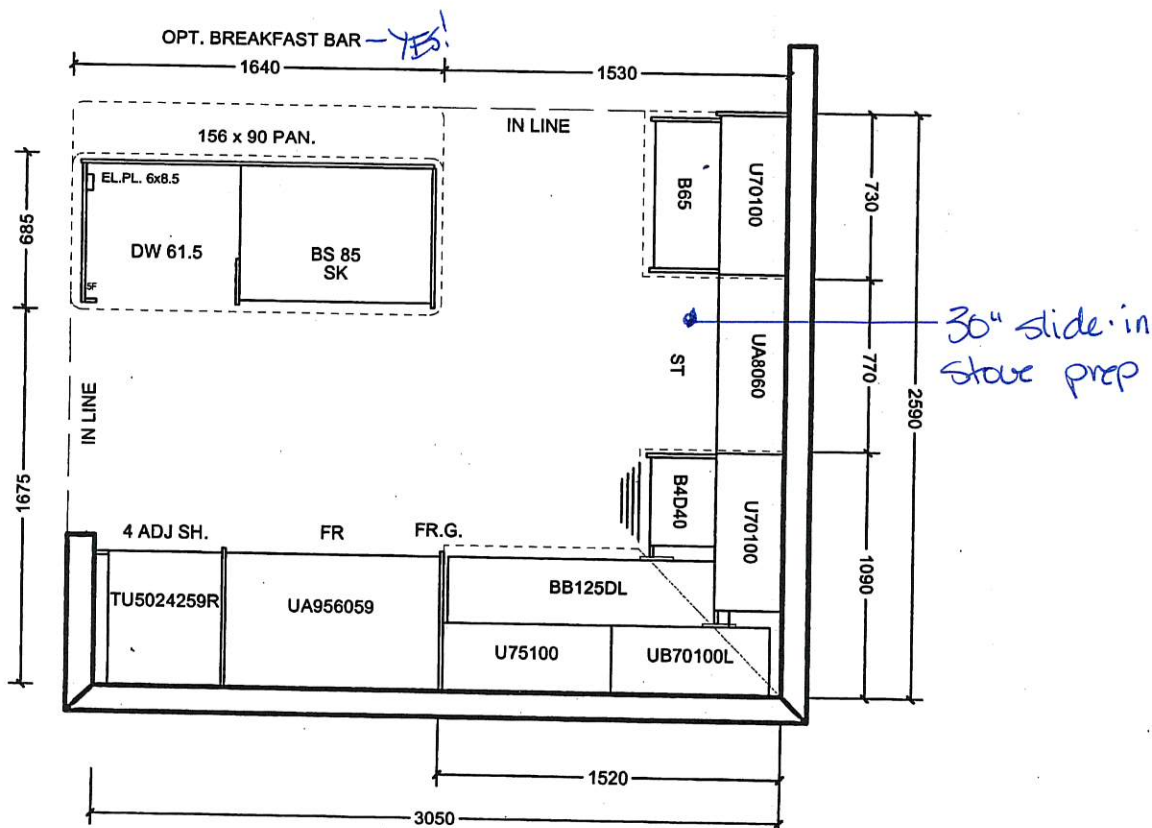 OPT. BREAKFAST BAR – YES!
1640
1530
IN LINE
156 x 90 PAN.
EL.PL. 6x8.5
DW 61.5
BS 85
SK
5F
685
1675
IN LINE
B65
U70100
730
UA8060
ST
770
2590
30" slide-in
stove prep
B4D40
U70100
1090
4 ADJ SH.
FR
FR.G.
TU5024259R
UA956059
BB125DL
U75100
UB70100L
1520
3050